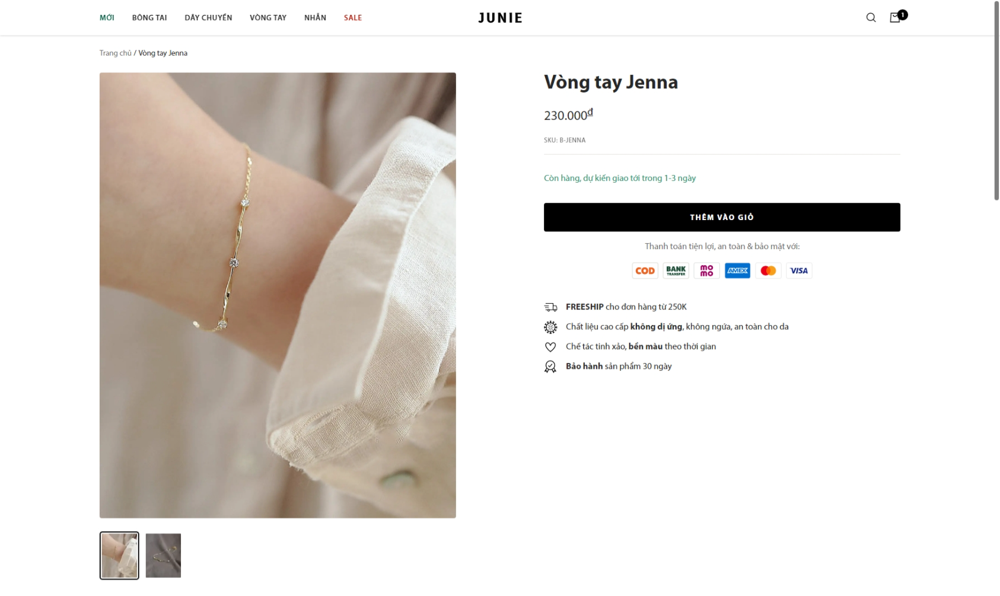 MỚI BÔNG TAI DÂY CHUYỀN VÒNG TAY NHẪN SALE JUNIE 1
Trang chủ / Vòng tay Jenna
Vòng tay Jenna
230.000₫
SKU: B-JENNA
Còn hàng, dự kiến giao tới trong 1-3 ngày
THÊM VÀO GIỎ
Thanh toán tiện lợi, an toàn & bảo mật với:
COD BANK TRANSFER MOMO AMEX VISA
FREESHIP cho đơn hàng từ 250K
Chất liệu cao cấp không dị ứng, không ngứa, an toàn cho da
Chế tác tinh xảo, bền màu theo thời gian
Bảo hành sản phẩm 30 ngày